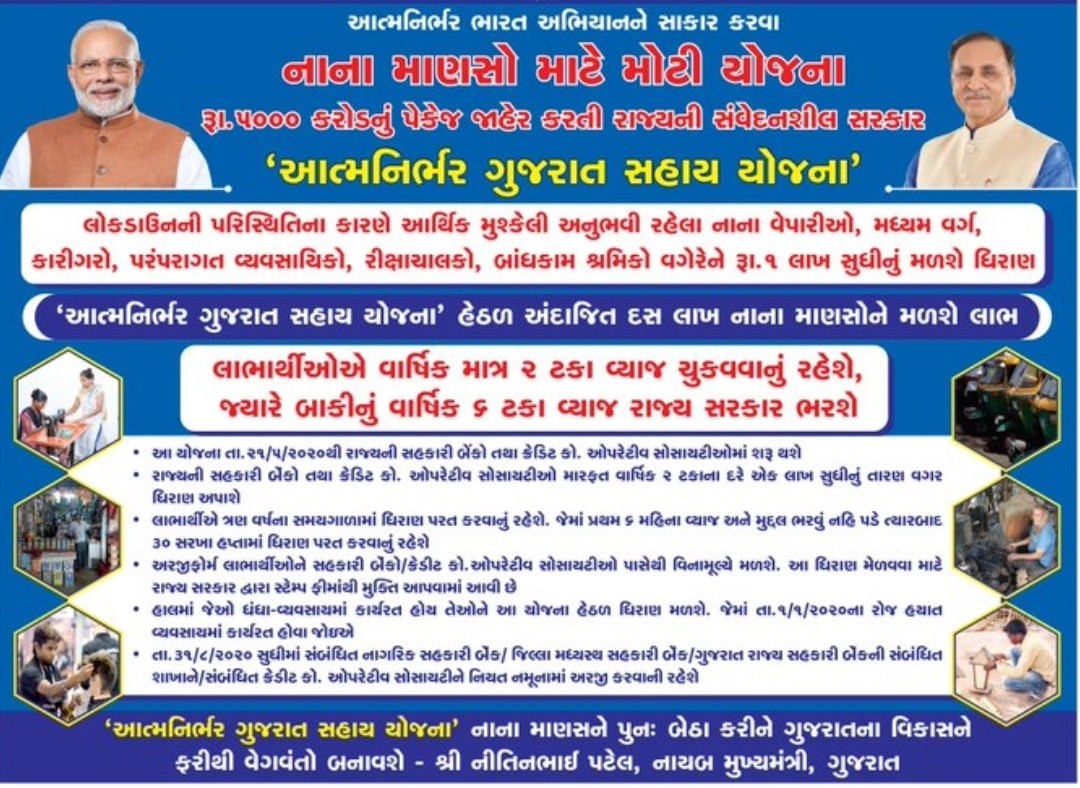 આત્મનિર્ભર ભારત અભિયાનને સાકાર કરવા
નાના માણસો માટે મોટી યોજના
રૂા.૫૦૦૦ કરોડનું પેકેજ જાહેર કરતી રાજ્યની સંવેદનશીલ સરકાર
‘આત્મનિર્ભર ગુજરાત સહાય યોજના’
લોકડાઉનની પરિસ્થિતિના કારણે આર્થિક મુશ્કેલી અનુભવી રહેલા નાના વેપારીઓ, મધ્યમ વર્ગ,
કારીગરો, પરંપરાગત વ્યવસાયિકો, રીક્ષાચાલકો, બાંધકામ શ્રમિકો વગેરેને રૂા.૧ લાખ સુધીનું મળશે ધિરાણ
‘આત્મનિર્ભર ગુજરાત સહાય યોજના’ હેઠળ અંદાજિત દસ લાખ નાના માણસોને મળશે લાભ
લાભાર્થીઓએ વાર્ષિક માત્ર ૨ ટકા વ્યાજ ચુકવવાનું રહેશે,
જ્યારે બાકીનું વાર્ષિક ૬ ટકા વ્યાજ રાજ્ય સરકાર ભરશે
• આ યોજના તા.૨૧/૫/૨૦૨૦થી રાજ્યની સહકારી બેંકો તથા ક્રેડિટ કો. ઓપરેટીવ સોસાયટીઓમાં શરૂ થશે
• રાજ્યની સહકારી બેંકો તથા ક્રેડિટ કો. ઓપરેટીવ સોસાયટીઓ મારફત વાર્ષિક ૨ ટકાના દરે એક લાખ સુધીનું તારણ વગર
ધિરાણ અપાશે
• લાભાર્થીએ ત્રણ વર્ષના સમયગાળામાં ધિરાણ પરત કરવાનું રહેશે. જેમાં પ્રથમ ૬ મહિના વ્યાજ અને મુદ્દલ ભરવું નહિ પડે ત્યારબાદ
૩૦ સરખા હપ્તામાં ધિરાણ પરત કરવાનું રહેશે
• અરજીફોર્મ લાભાર્થીઓને સહકારી બેંકો/ક્રેડીટ કો.ઓપરેટીવ સોસાયટીઓ પાસેથી વિનામૂલ્યે મળશે. આ ધિરાણ મેળવવા માટે
રાજ્ય સરકાર દ્વારા સ્ટેમ્પ ફીમાંથી મુક્તિ આપવામાં આવી છે
• હાલમાં જેઓ ધંધા-વ્યવસાયમાં કાર્યરત હોય તેઓને આ યોજના હેઠળ ધિરાણ મળશે. જેમાં તા.૧/૧/૨૦૨૦ના રોજ હયાત
વ્યવસાયમાં કાર્યરત હોવા જોઇએ
• તા.૩૧/૮/૨૦૨૦ સુધીમાં સંબંધિત નાગરિક સહકારી બેંક/ જિલ્લા મધ્યસ્થ સહકારી બેંક/ગુજરાત રાજ્ય સહકારી બેંકની સંબંધિત
શાખાને/સંબંધિત ક્રેડીટ કો. ઓપરેટીવ સોસાયટીને નિયત નમૂનામાં અરજી કરવાની રહેશે
‘આત્મનિર્ભર ગુજરાત સહાય યોજના’ નાના માણસને પુનઃ બેઠા કરીને ગુજરાતના વિકાસને
ફરીથી વેગવંતો બનાવશે - શ્રી નીતિનભાઈ પટેલ, નાયબ મુખ્યમંત્રી, ગુજરાત